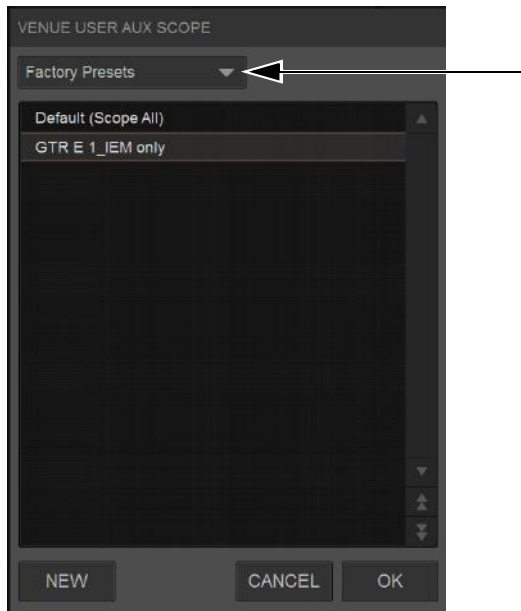 VENUE USER AUX SCOPE
Factory Presets
Default (Scope All)
GTR E 1_IEM only
NEW CANCEL OK